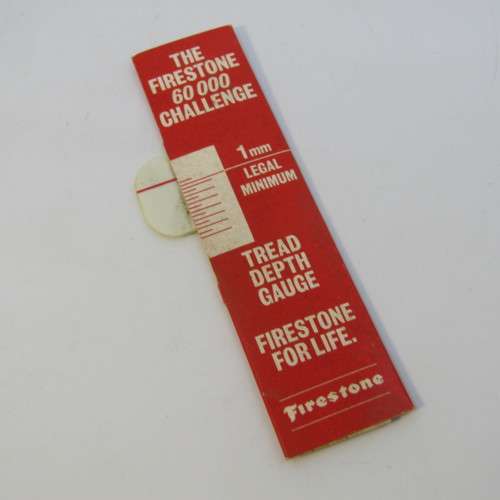 THE
FIRESTONE
60 000
CHALLENGE
1mm
LEGAL
MINIMUM
TREAD
DEPTH
GAUGE
FIRESTONE
FOR LIFE.
Firestone